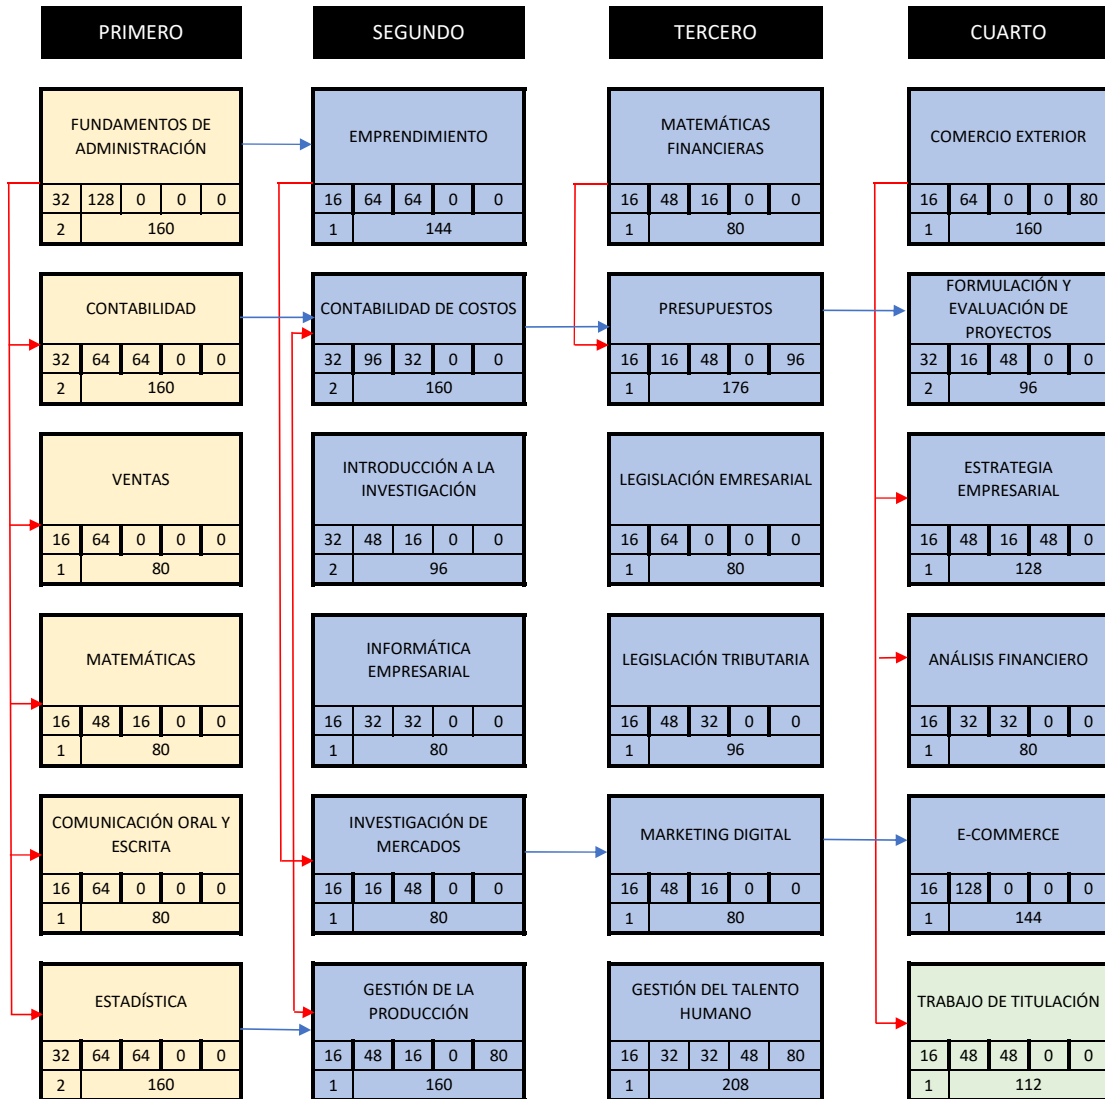 PRIMERO
SEGUNDO
TERCERO
CUARTO
FUNDAMENTOS DE
ADMINISTRACIÓN
32 128 0 0 0
2 160
EMPRENDIMIENTO
16 64 64 0 0
1 144
MATEMÁTICAS
FINANCIERAS
16 48 16 0 0
1 80
COMERCIO EXTERIOR
16 64 0 0 80
1 160
CONTABILIDAD
32 64 64 0 0
2 160
CONTABILIDAD DE COSTOS
32 96 32 0 0
2 160
PRESUPUESTOS
16 16 48 0 96
1 176
FORMULACIÓN Y
EVALUACIÓN DE
PROYECTOS
32 16 48 0 0
2 96
VENTAS
16 64 0 0 0
1 80
INTRODUCCIÓN A LA
INVESTIGACIÓN
32 48 16 0 0
2 96
LEGISLACIÓN EMRESARIAL
16 64 0 0 0
1 80
ESTRATEGIA
EMPRESARIAL
16 48 16 48 0
1 128
MATEMÁTICAS
16 48 16 0 0
1 80
INFORMÁTICA
EMPRESARIAL
16 32 32 0 0
1 80
LEGISLACIÓN TRIBUTARIA
16 48 32 0 0
1 96
ANÁLISIS FINANCIERO
16 32 32 0 0
1 80
COMUNICACIÓN ORAL Y
ESCRITA
16 64 0 0 0
1 80
INVESTIGACIÓN DE
MERCADOS
16 16 48 0 0
1 80
MARKETING DIGITAL
16 48 16 0 0
1 80
E-COMMERCE
16 128 0 0 0
1 144
ESTADÍSTICA
32 64 64 0 0
2 160
GESTIÓN DE LA
PRODUCCIÓN
16 48 16 0 80
1 160
GESTIÓN DEL TALENTO
HUMANO
16 32 32 48 80
1 208
TRABAJO DE TITULACIÓN
16 48 48 0 0
1 112